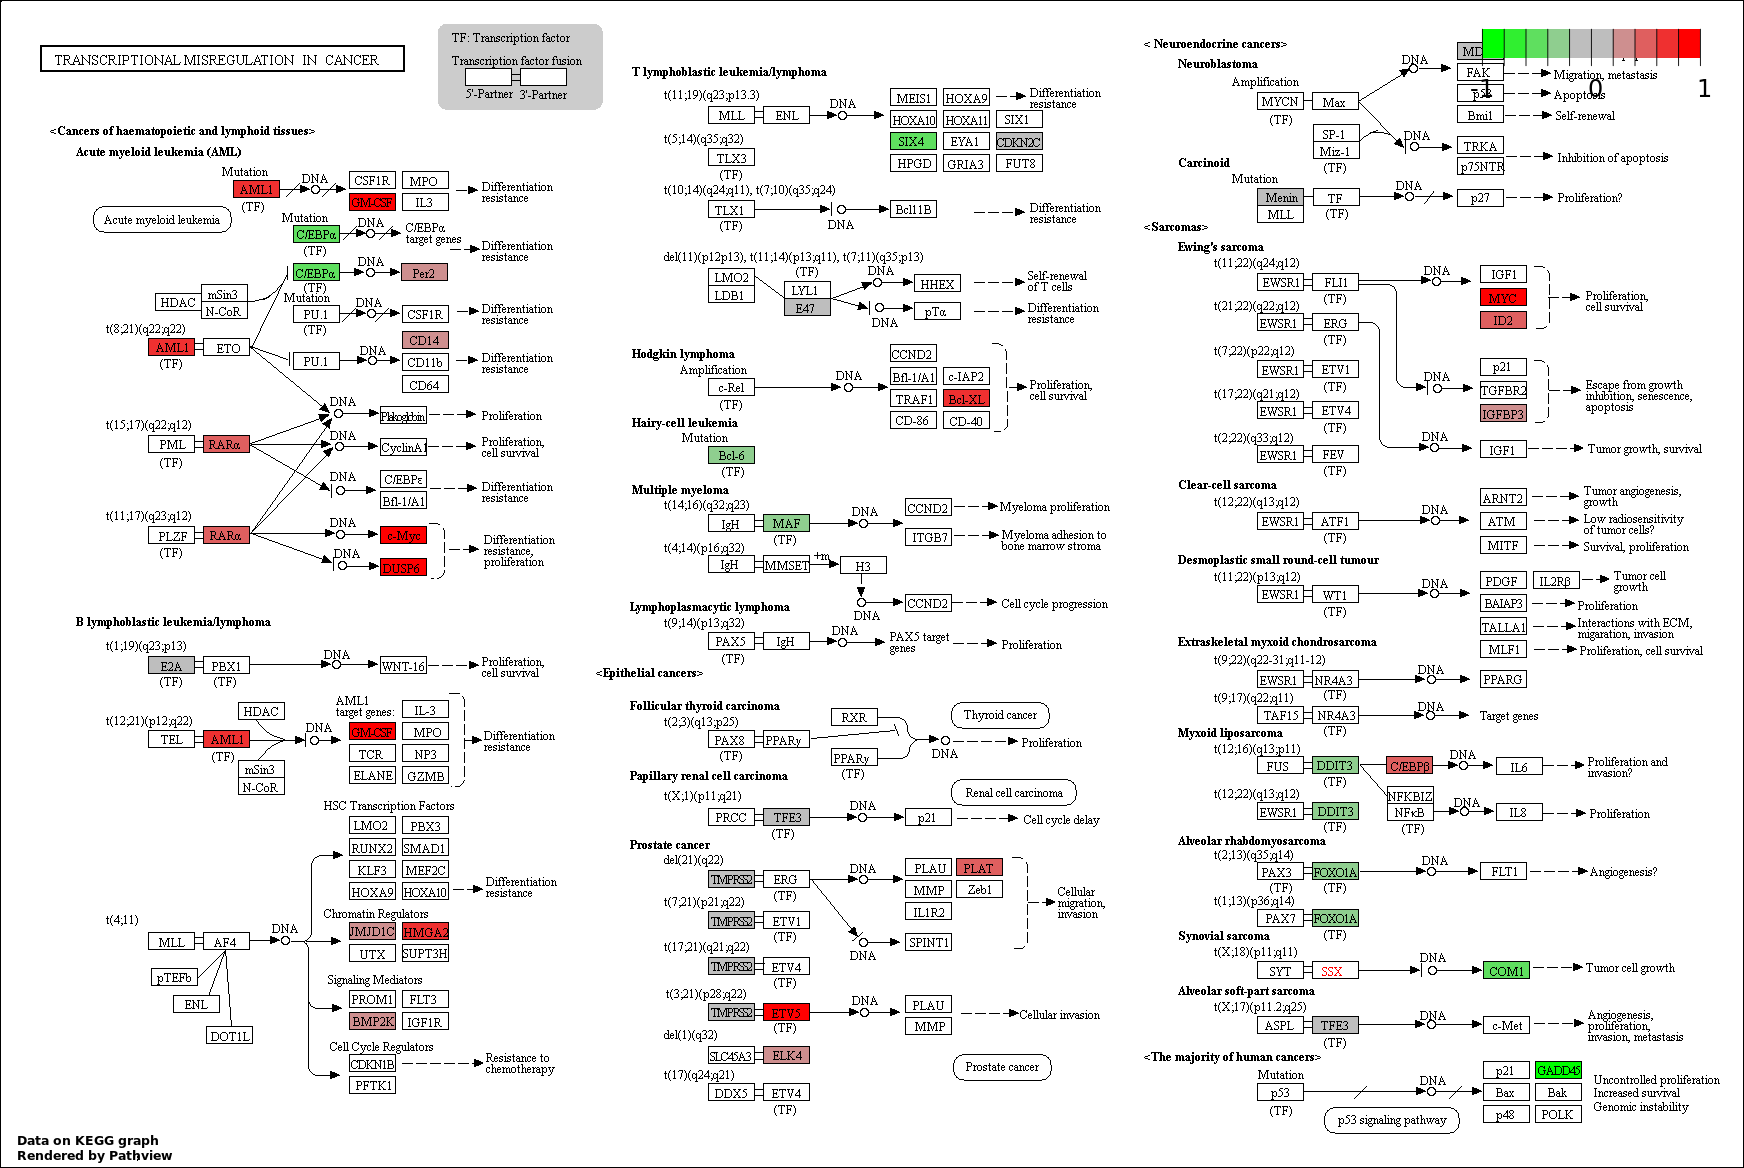 TRANSCRIPTIONAL MISREGULATION IN CANCER
TF: Transcription factor
Transcription factor fusion
5'-Partner 3'-Partner
<Cancers of haematopoietic and lymphoid tissues>
Acute myeloid leukemia (AML)
Mutation
AML1
(TF)
DNA
CSF1R
MPO
GM-CSF
IL3
Differentiation
resistance
Acute myeloid leukemia
Mutation
C/EBPα
(TF)
DNA
C/EBPα
target genes
Differentiation
resistance
C/EBPα
(TF)
DNA
Per2
HDAC
mSin3
N-CoR
Mutation
PU.1
(TF)
DNA
CSF1R
Differentiation
resistance
t(8;21)(q22;q22)
AML1
ETO
(TF)
PU.1
DNA
CD14
CD11b
CD64
Differentiation
resistance
DNA
Plakoglobin
Proliferation
t(15;17)(q22;q12)
PML
RARα
(TF)
DNA
CyclinA1
Proliferation,
cell survival
DNA
C/EBPε
Bfl-1/A1
Differentiation
resistance
t(11;17)(q23;q12)
PLZF
RARα
(TF)
DNA
c-Myc
DNA
DUSP6
Differentiation
resistance,
proliferation
B lymphoblastic leukemia/lymphoma
t(1;19)(q23;p13)
E2A
PBX1
(TF)
(TF)
DNA
WNT-16
Proliferation,
cell survival
t(12;21)(p12;q22)
TEL
AML1
(TF)
HDAC
mSin3
N-CoR
DNA
AML1
target genes:
IL-3
GM-CSF
MPO
TCR
NP3
ELANE
GZMB
Differentiation
resistance
HSC Transcription Factors
LMO2
PBX3
RUNX2
SMAD1
KLF3
MEF2C
HOXA9
HOXA10
Differentiation
resistance
t(4;11)
MLL
AF4
DNA
pTEFb
ENL
DOT1L
Chromatin Regulators
JMJD1C
HMGA2
UTX
SUPT3H
Signaling Mediators
PROM1
FLT3
BMP2K
IGF1R
Cell Cycle Regulators
CDKN1B
PFTK1
Resistance to
chemotherapy
T lymphoblastic leukemia/lymphoma
t(11;19)(q23;p13.3)
MLL
ENL
DNA
MEIS1
HOXA9
HOXA10
HOXA11
SIX1
SIX4
EYA1
CDKN2C
HPGD
GRIA3
FUT8
Differentiation
resistance
t(5;14)(q35;q32)
TLX3
(TF)
t(10;14)(q24;q11), t(7;10)(q35;q24)
TLX1
(TF)
DNA
Bcl11B
Differentiation
resistance
del(11)(p12p13), t(11;14)(p13;q11), t(7;11)(q35;p13)
LMO2
LDB1
(TF)
LYL1
E47
DNA
HHEX
Self-renewal
of T cells
DNA
pTα
Differentiation
resistance
Hodgkin lymphoma
Amplification
c-Rel
(TF)
DNA
CCND2
Bfl-1/A1
c-IAP2
TRAF1
Bcl-XL
CD-86
CD-40
Proliferation,
cell survival
Hairy-cell leukemia
Mutation
Bcl-6
(TF)
Multiple myeloma
t(14;16)(q32;q23)
IgH
MAF
(TF)
DNA
CCND2
Myeloma proliferation
ITGB7
Myeloma adhesion to
bone marrow stroma
t(4;14)(p16;q32)
IgH
MMSET
+m
H3
DNA
CCND2
Cell cycle progression
Lymphoplasmacytic lymphoma
t(9;14)(p13;q32)
PAX5
IgH
(TF)
DNA
PAX5 target
genes
Proliferation
<Epithelial cancers>
Follicular thyroid carcinoma
t(2;3)(q13;p25)
PAX8
PPARγ
RXR
PPARγ
(TF)
DNA
Thyroid cancer
Proliferation
Papillary renal cell carcinoma
t(X;1)(p11;q21)
PRCC
TFE3
(TF)
DNA
p21
Renal cell carcinoma
Cell cycle delay
Prostate cancer
del(21)(q22)
TMPRSS2
ERG
(TF)
DNA
PLAU
PLAT
MMP
Zeb1
IL1R2
Cellular
migration,
invasion
t(7;21)(p21;q22)
TMPRSS2
ETV1
(TF)
DNA
SPINT1
t(17;21)(q21;q22)
TMPRSS2
ETV4
(TF)
t(3;21)(p28;q22)
TMPRSS2
ETV5
(TF)
DNA
PLAU
MMP
Cellular invasion
del(1)(q32)
SLC45A3
ELK4
Prostate cancer
t(17)(q24;q21)
DDX5
ETV4
(TF)
< Neuroendocrine cancers>
Neuroblastoma
Amplification
MYCN
(TF)
Max
DNA
FAK
Migration, metastasis
Apoptosis
Bmi1
Self-renewal
-1
0
1
SP-1
Miz-1
(TF)
DNA
TRKA
p75NTR
Inhibition of apoptosis
Carcinoid
Mutation
Menin
MLL
TF
(TF)
DNA
p27
Proliferation?
<Sarcomas>
Ewing's sarcoma
t(11;22)(q24;q12)
EWSR1
FLI1
(TF)
DNA
IGF1
MYC
ID2
Proliferation,
cell survival
(21;22)(q22;q12)
EWSR1
ERG
(TF)
t(7;22)(p22;q12)
EWSR1
ETV1
(TF)
DNA
p21
TGFBR2
IGFBP3
Escape from growth
inhibition, senescence,
apoptosis
t(17;22)(q21;q12)
EWSR1
ETV4
(TF)
t(2;22)(q33;q12)
EWSR1
FEV
(TF)
DNA
IGF1
Tumor growth, survival
Clear-cell sarcoma
t(12;22)(q13;q12)
EWSR1
ATF1
(TF)
DNA
ARNT2
Tumor angiogenesis,
growth
ATM
Low radiosensitivity
of tumor cells?
MITF
Survival, proliferation
Desmoplastic small round-cell tumour
t(11;22)(p13;q12)
EWSR1
WT1
(TF)
DNA
PDGF
IL2Rβ
Tumor cell
growth
BAIAP3
Proliferation
TALLA1
Interactions with ECM,
migaration, invasion
MLF1
Proliferation, cell survival
Extraskeletal myxoid chondrosarcoma
t(9;22)(q22-31;q11-12)
EWSR1
NR4A3
(TF)
DNA
PPARG
t(9;17)(q22;q11)
TAF15
NR4A3
(TF)
DNA
Target genes
Myxoid liposarcoma
t(12;16)(q13;p11)
FUS
DDIT3
(TF)
C/EBPβ
DNA
IL6
Proliferation and
invasion?
t(12;22)(q13;q12)
EWSR1
DDIT3
(TF)
NFKBIZ
NFκB
(TF)
DNA
IL8
Proliferation
Alveolar rhabdomyosarcoma
t(2;13)(q35;q14)
PAX3
FOXO1A
(TF)
(TF)
DNA
FLT1
Angiogenesis?
t(1;13)(p36;q14)
PAX7
FOXO1A
(TF)
Synovial sarcoma
t(X;18)(p11;q11)
SYT
SSX
DNA
COM1
Tumor cell growth
Alveolar soft-part sarcoma
t(X;17)(p11.2;q25)
ASPL
TFE3
(TF)
DNA
c-Met
Angiogenesis,
proliferation,
invasion, metastasis
<The majority of human cancers>
Mutation
p53
(TF)
DNA
p21
GADD45
Bax
Bak
p48
POLK
Uncontrolled proliferation
Increased survival
Genomic instability
p53 signaling pathway
Data on KEGG graph
Rendered by Pathview